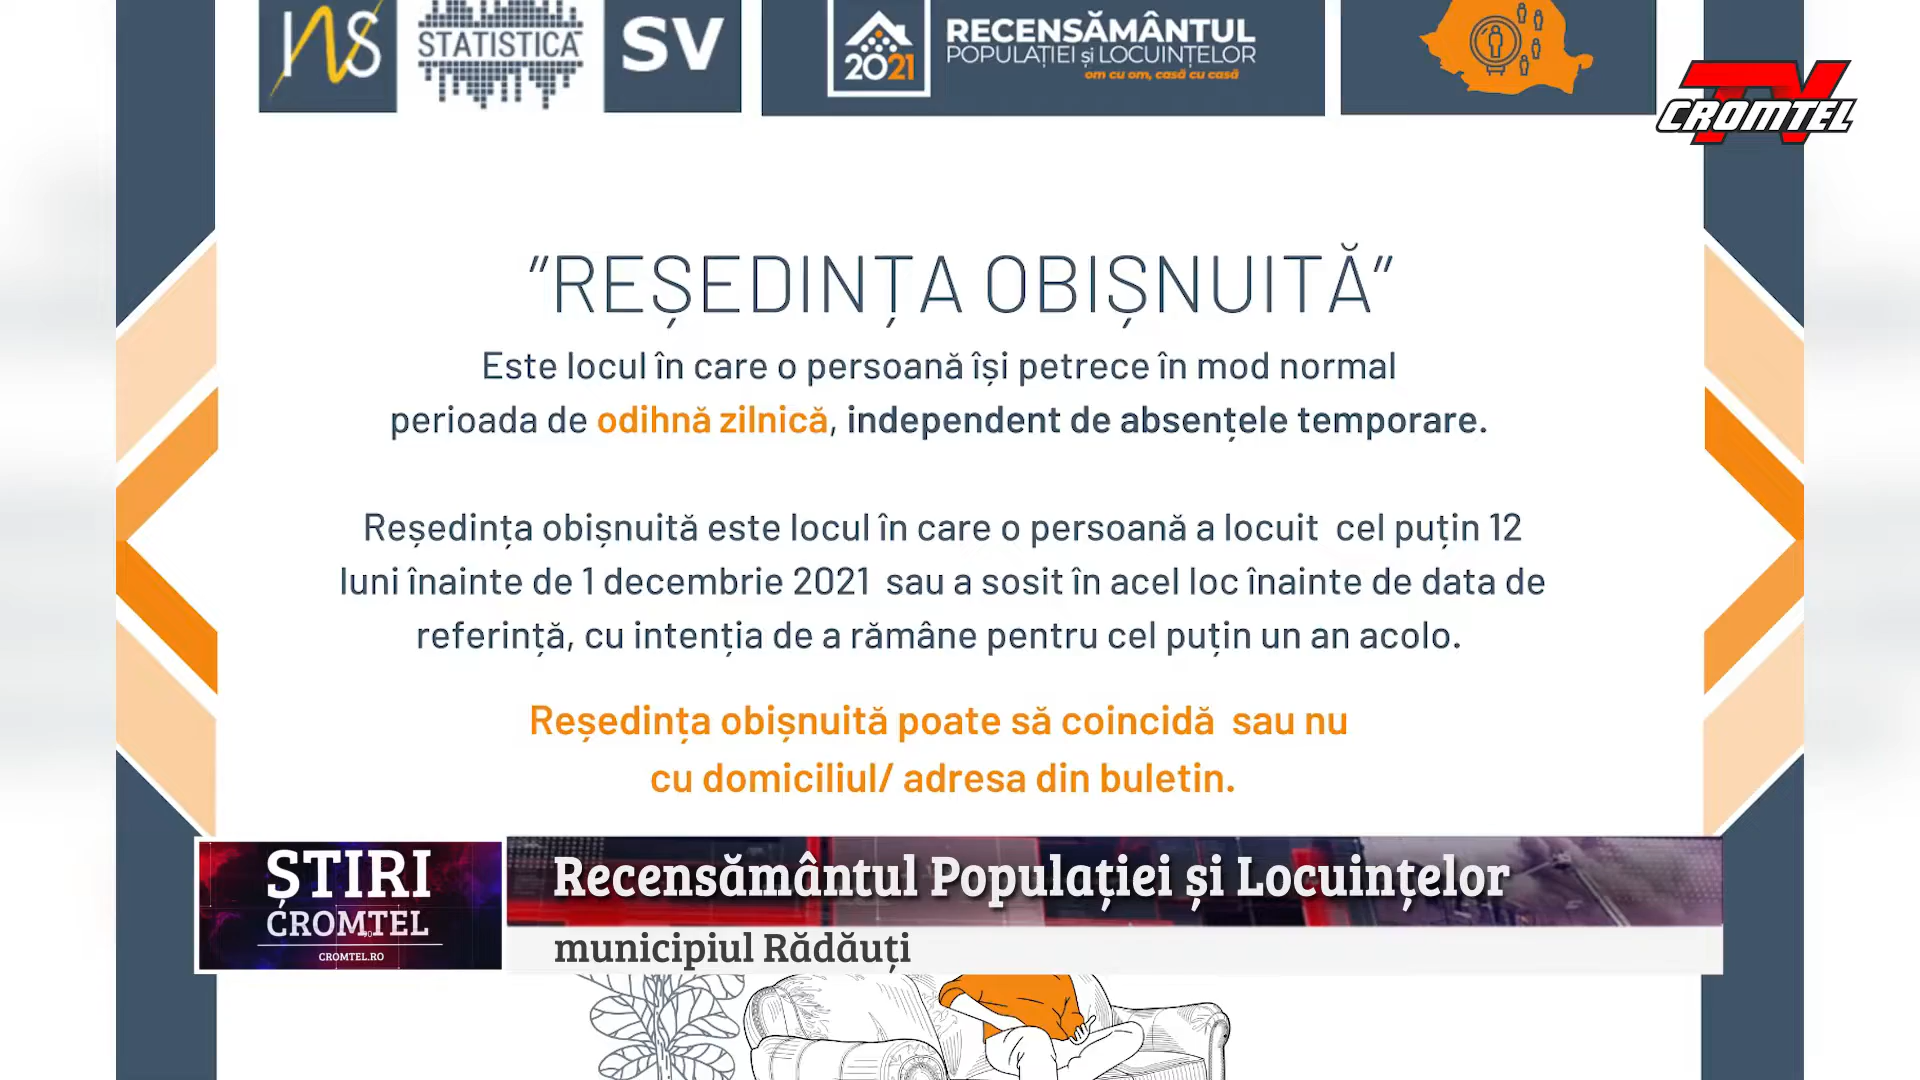 INS
STATISTICA
SV
2021
RECENSĂMÂNTUL
POPULAȚIEI și LOCUINȚELOR
om cu om, casă cu casă
TV
CROMTEL
"REȘEDINȚA OBIȘNUITĂ"
Este locul în care o persoană își petrece în mod normal
perioada de odihnă zilnică, independent de absențele temporare.
Reședința obișnuită este locul în care o persoană a locuit cel puțin 12
luni înainte de 1 decembrie 2021 sau a sosit în acel loc înainte de data de
referință, cu intenția de a rămâne pentru cel puțin un an acolo.
Reședința obișnuită poate să coincidă sau nu
cu domiciliul/ adresa din buletin.
ȘTIRI
CROMTEL
CROMTEL.RO
Recensământul Populației și Locuințelor
municipiul Rădăuți